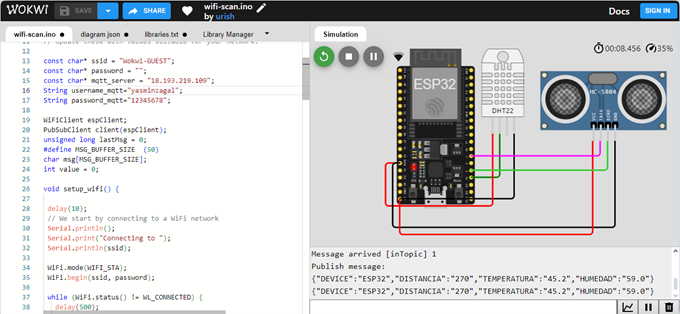 WOKWI
SAVE
SHARE
wifi-scan.ino
by urish
Docs
SIGN IN
wifi-scan.ino
diagram.json
libraries.txt
Library Manager
Simulation
00:08.456
35%
11 // Update these with values suitable for your network.
12
13 const char* ssid = "Wokwi-GUEST";
14 const char* password = "";
15 const char* mqtt_server = "18.193.219.109";
16 String username_mqtt="yasminzagal";
17 String password_mqtt="12345678";
18
19 WiFiClient espClient;
20 PubSubClient client(espClient);
21 unsigned long lastMsg = 0;
22 #define MSG_BUFFER_SIZE (50)
23 char msg[MSG_BUFFER_SIZE];
24 int value = 0;
25
26 void setup_wifi() {
27
28 delay(10);
29 // We start by connecting to a WiFi network
30 Serial.println();
31 Serial.print("Connecting to ");
32 Serial.println(ssid);
33
34 WiFi.mode(WIFI_STA);
35 WiFi.begin(ssid, password);
36
37 while (WiFi.status() != WL_CONNECTED) {
38 delay(500);
ESP32
DHT22
HC-SR04
VCC
TRIG
ECHO
GND
Message arrived [inTopic] 1
Publish message:
{"DEVICE":"ESP32","DISTANCIA":"270","TEMPERATURA":"45.2","HUMEDAD":"59.0"}
{"DEVICE":"ESP32","DISTANCIA":"270","TEMPERATURA":"45.2","HUMEDAD":"59.0"}